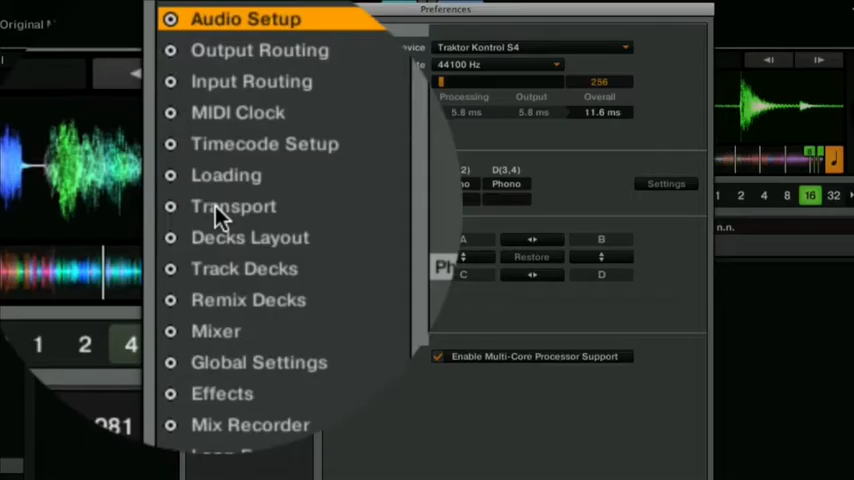 Preferences
Original M
Audio Setup
Output Routing
Input Routing
MIDI Clock
Timecode Setup
Loading
Transport
Decks Layout
Track Decks
Remix Decks
Mixer
Global Settings
Effects
Mix Recorder
Traktor Kontrol S4
44100 Hz
256
Processing Output Overall
5.8 ms 5.8 ms 11.6 ms
D(3,4)
Phono Settings
A B
Restore
C D
Enable Multi-Core Processor Support
1 2 4
981
1 2 4 8 16 32
n.n.